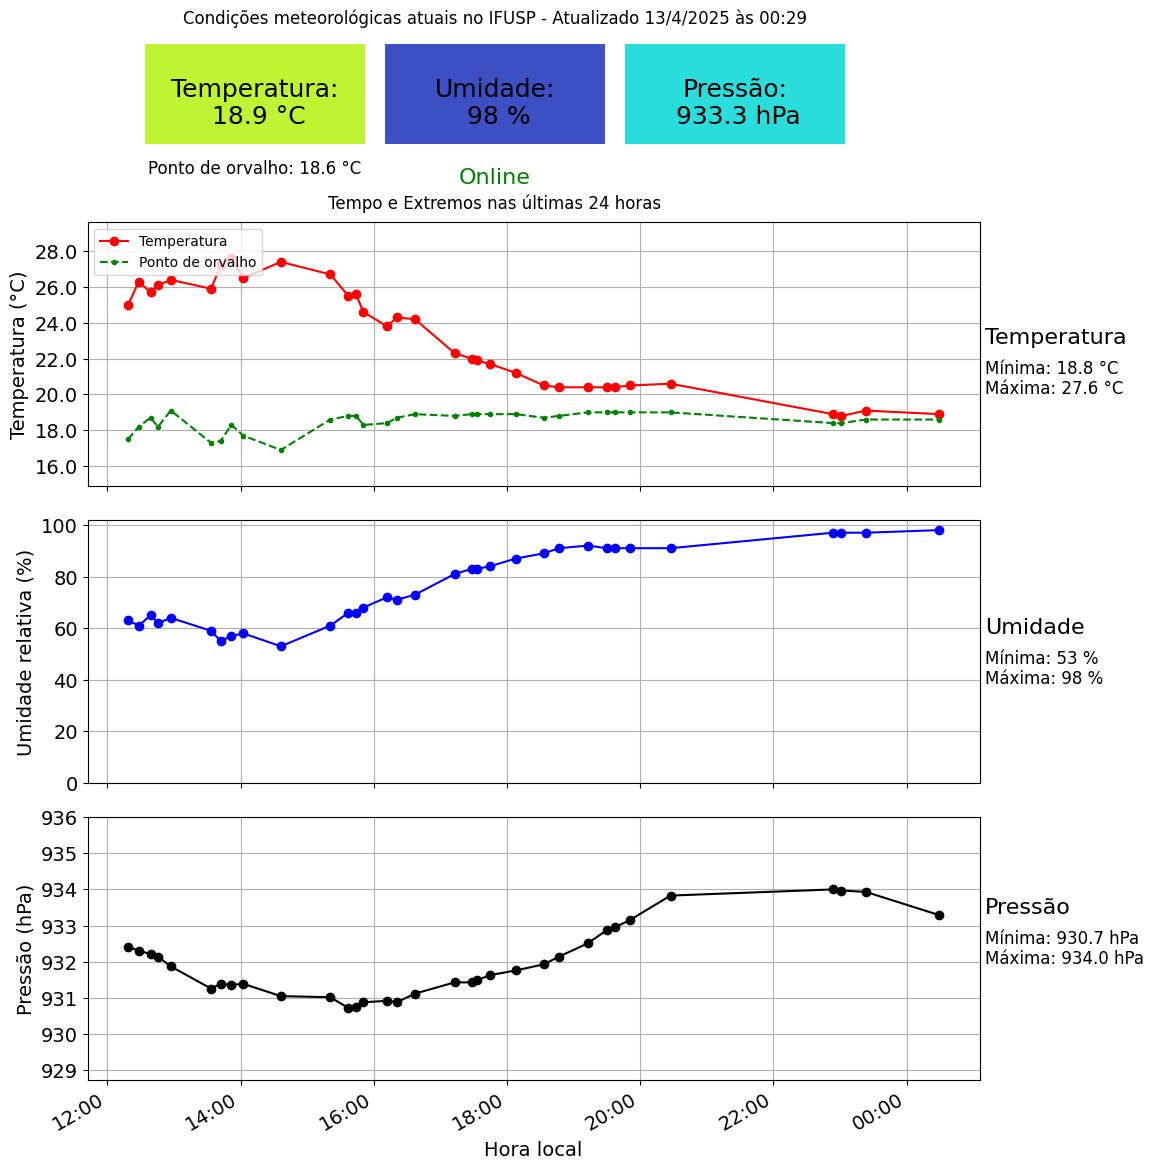 Condições meteorológicas atuais no IFUSP - Atualizado 13/4/2025 às 00:29
Temperatura:
18.9 °C
Umidade:
98 %
Pressão:
933.3 hPa
Ponto de orvalho: 18.6 °C
Online
Tempo e Extremos nas últimas 24 horas
Temperatura
Ponto de orvalho
Temperatura (°C)
28.0
26.0
24.0
22.0
20.0
18.0
16.0
Temperatura
Mínima: 18.8 °C
Máxima: 27.6 °C
Umidade relativa (%)
100
80
60
40
20
0
Umidade
Mínima: 53 %
Máxima: 98 %
Pressão (hPa)
936
935
934
933
932
931
930
929
Pressão
Mínima: 930.7 hPa
Máxima: 934.0 hPa
12:00
14:00
16:00
18:00
20:00
22:00
00:00
Hora local